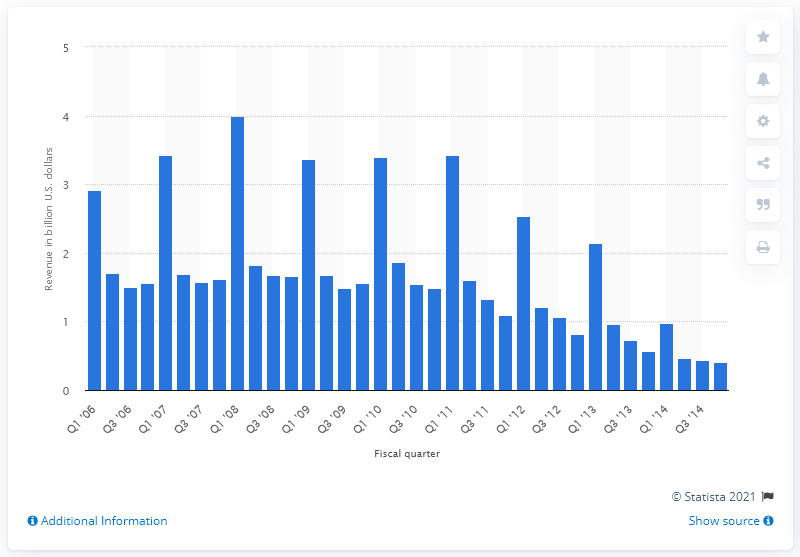 5
4
3
2
1
0
Revenue in billion U.S. dollars
Q1 '06
Q3 '06
Q1 '07
Q3 '07
Q1 '08
Q3 '08
Q1 '09
Q3 '09
Q1 '10
Q3 '10
Q1 '11
Q3 '11
Q1 '12
Q3 '12
Q1 '13
Q3 '13
Q1 '14
Q3 '14
Fiscal quarter
© Statista 2021
Additional Information
Show source